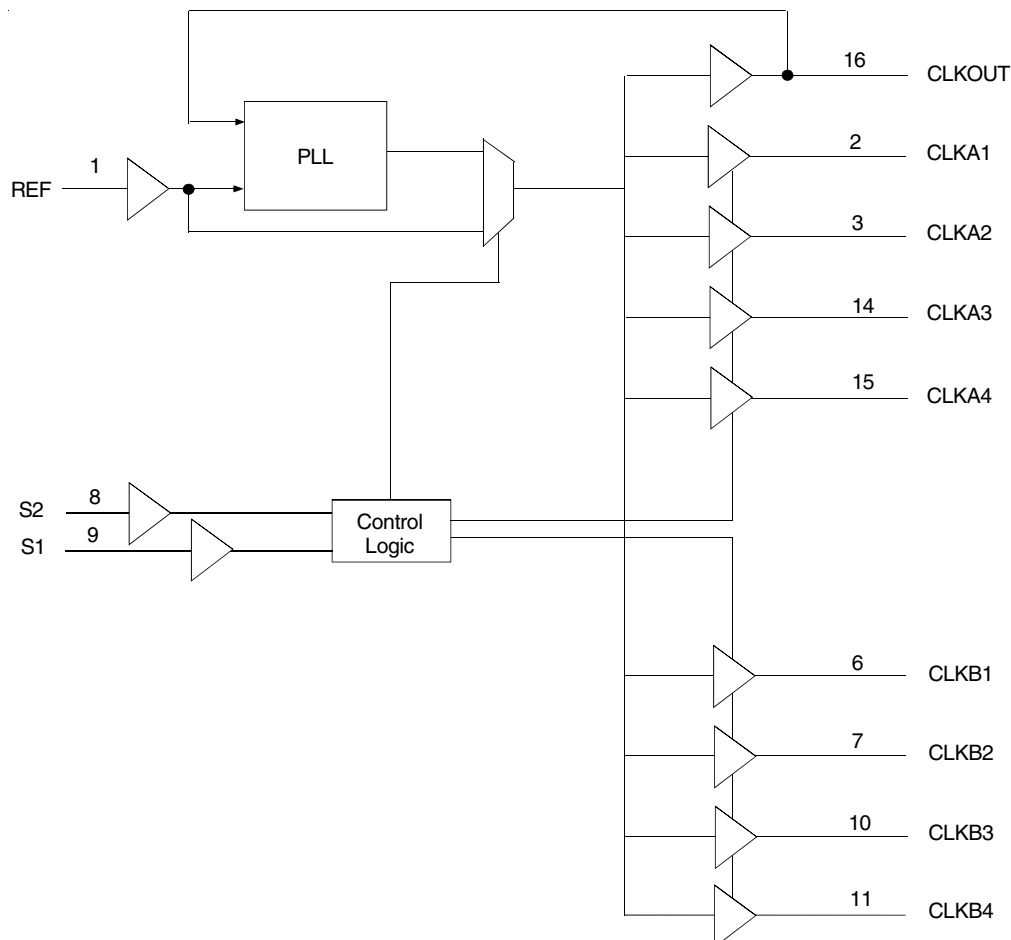 16
CLKOUT
PLL
1
REF
2
CLKA1
3
CLKA2
14
CLKA3
15
CLKA4
S2
8
S1
9
Control
Logic
6
CLKB1
7
CLKB2
10
CLKB3
11
CLKB4